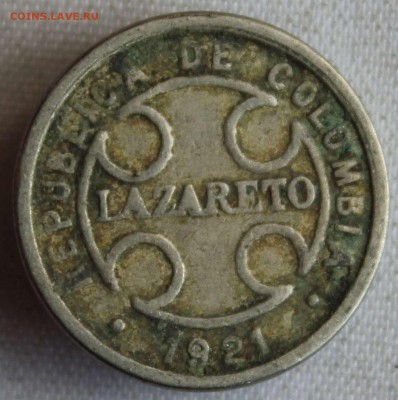 COINS.LAVE.RU
REPUBLICA DE COLOMBIA
LAZARETO
· 1921 ·